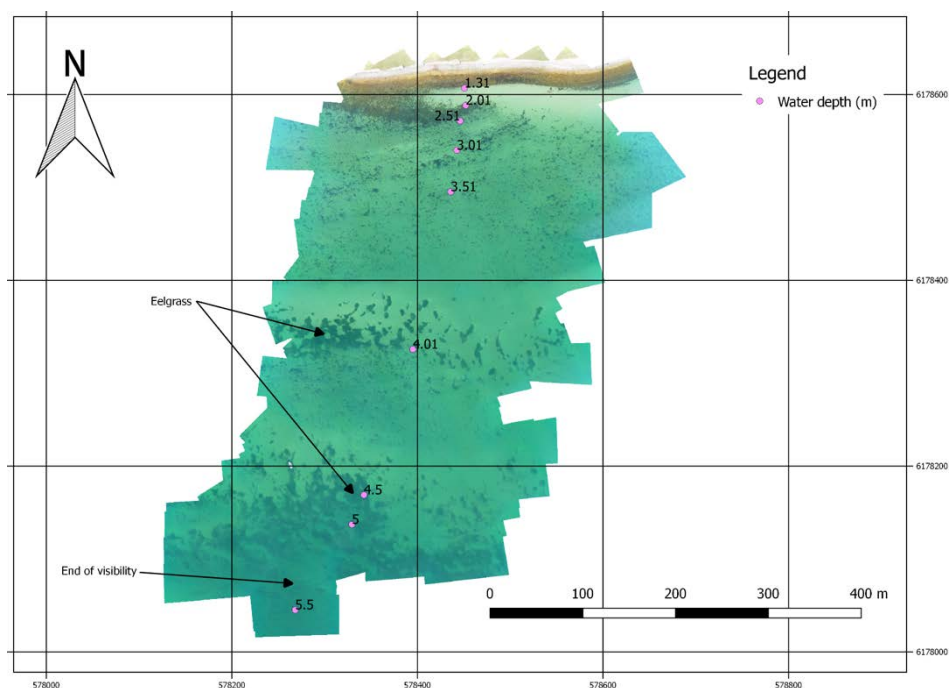 N
Legend
Water depth (m)
1.31
2.01
2.51
3.01
3.51
Eelgrass
4.01
4.5
5
End of visibility
5.5
0 100 200 300 400 m
6178600
6178400
6178200
6178000
578000 578200 578400 578600 578800